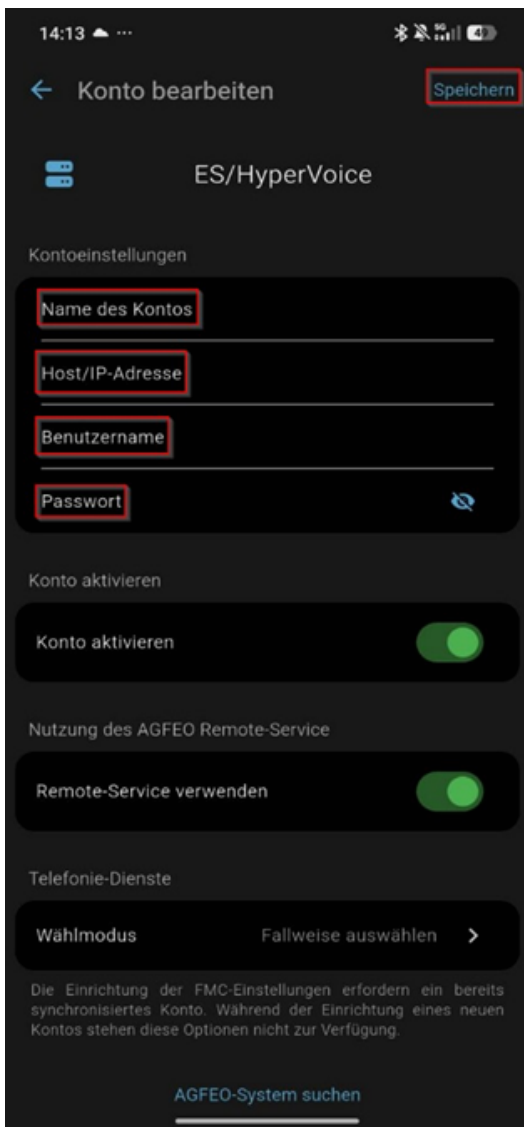 14:13
Konto bearbeiten
Speichern
ES/HyperVoice
Kontoeinstellungen
Name des Kontos
Host/IP-Adresse
Benutzername
Passwort
Konto aktivieren
Konto aktivieren
Nutzung des AGFEO Remote-Service
Remote-Service verwenden
Telefonie-Dienste
Wählmodus Fallweise auswählen
Die Einrichtung der FMC-Einstellungen erfordern ein bereits
synchronisiertes Konto. Während der Einrichtung eines neuen
Kontos stehen diese Optionen nicht zur Verfügung.
AGFEO-System suchen